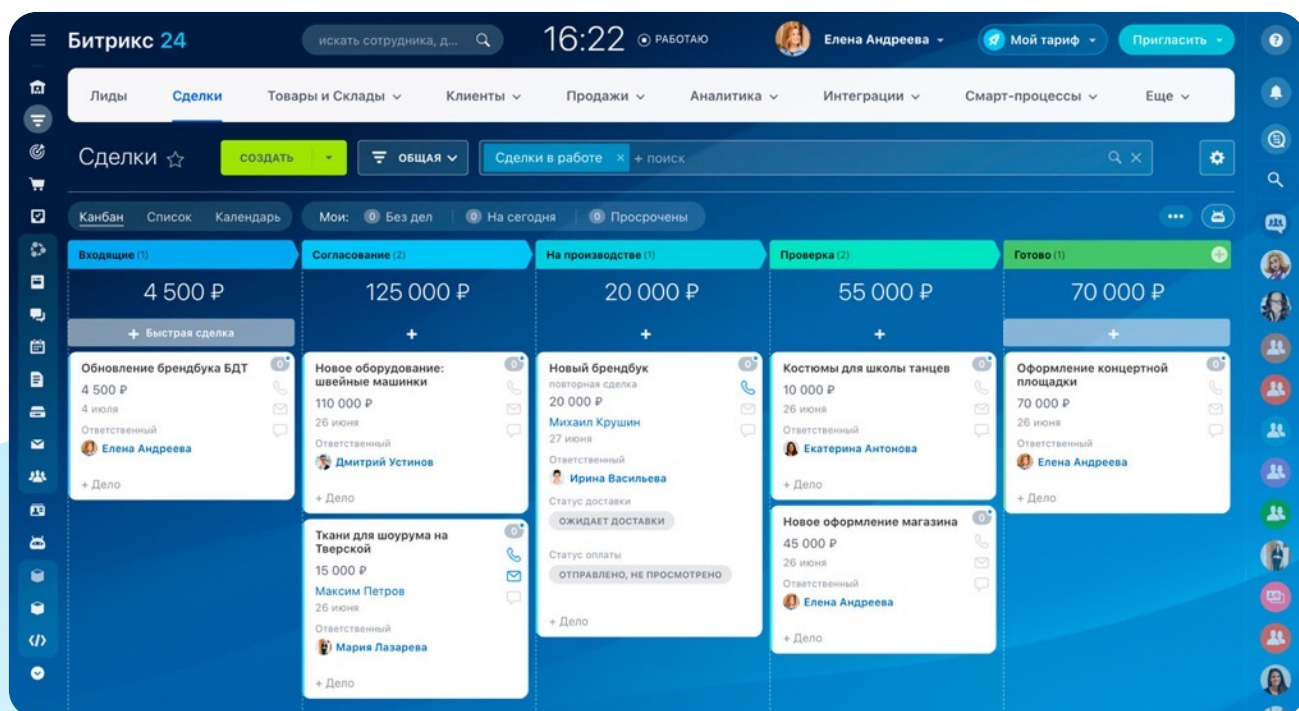 Битрикс 24
искать сотрудника, д...
16:22
РАБОТАЮ
Елена Андреева
Мой тариф
Пригласить
Лиды
Сделки
Товары и Склады
Клиенты
Продажи
Аналитика
Интеграции
Смарт-процессы
Еще
Сделки
СОЗДАТЬ
ОБЩАЯ
Сделки в работе × + поиск
Канбан
Список
Календарь
Мои:
0 Без дел
0 На сегодня
0 Просрочены
Входящие (1)
4 500 ₽
+ Быстрая сделка
Обновление брендбука БДТ
0
4 500 ₽
4 июля
Ответственный
Елена Андреева
+ Дело
Согласование (2)
125 000 ₽
+
Новое оборудование:
швейные машинки
0
110 000 ₽
26 июня
Ответственный
Дмитрий Устинов
+ Дело
Ткани для шоурума на
Тверской
0
15 000 ₽
Максим Петров
26 июня
Ответственный
Мария Лазарева
+ Дело
На производстве (1)
20 000 ₽
+
Новый брендбук
0
повторная сделка
20 000 ₽
Михаил Крушин
27 июня
Ответственный
Ирина Васильева
Статус доставки
ОЖИДАЕТ ДОСТАВКИ
Статус оплаты
ОТПРАВЛЕНО, НЕ ПРОСМОТРЕНО
+ Дело
Проверка (2)
55 000 ₽
+
Костюмы для школы танцев
0
10 000 ₽
26 июня
Ответственный
Екатерина Антонова
+ Дело
Новое оформление магазина
0
45 000 ₽
26 июня
Ответственный
Елена Андреева
+ Дело
Готово (1)
70 000 ₽
+
Оформление концертной
площадки
0
70 000 ₽
26 июня
Ответственный
Елена Андреева
+ Дело